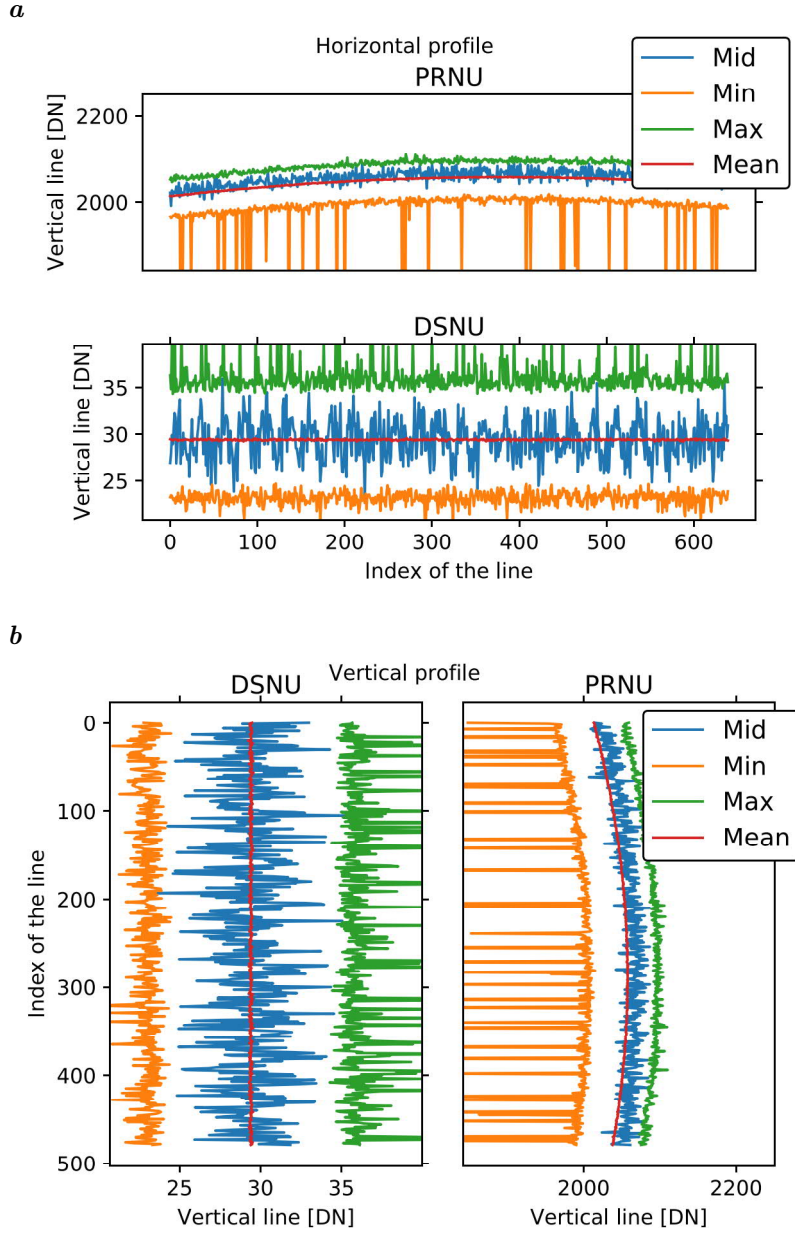 a
Horizontal profile
PRNU
Mid
Min
Max
Mean
2200
2000
Vertical line [DN]
DSNU
35
30
25
Vertical line [DN]
0 100 200 300 400 500 600
Index of the line
b
Vertical profile
DSNU PRNU
Mid
Min
Max
Mean
0
100
200
300
400
500
Index of the line
25 30 35 2000 2200
Vertical line [DN] Vertical line [DN]